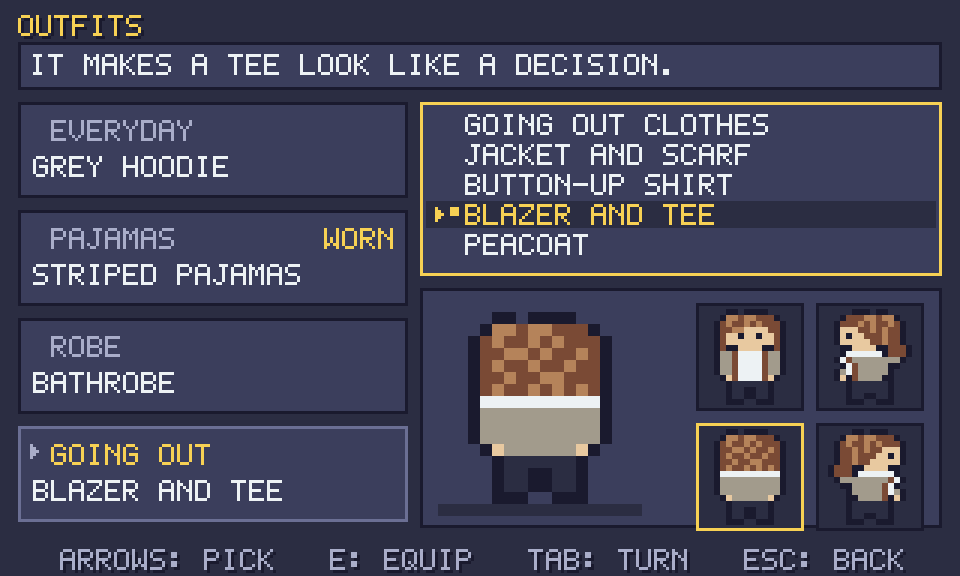 OUTFITS
IT MAKES A TEE LOOK LIKE A DECISION.
EVERYDAY
GREY HOODIE
PAJAMAS WORN
STRIPED PAJAMAS
ROBE
BATHROBE
GOING OUT
BLAZER AND TEE
GOING OUT CLOTHES
JACKET AND SCARF
BUTTON-UP SHIRT
BLAZER AND TEE
PEACOAT
ARROWS: PICK E: EQUIP TAB: TURN ESC: BACK